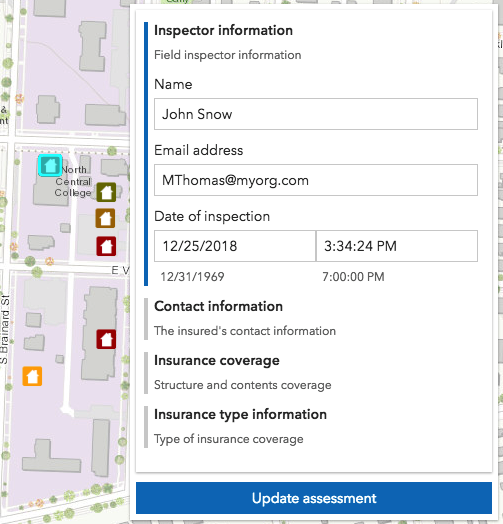 Inspector information
Field inspector information
Name
John Snow
Email address
MThomas@myorg.com
Date of inspection
12/25/2018 3:34:24 PM
12/31/1969 7:00:00 PM
Contact information
The insured's contact information
Insurance coverage
Structure and contents coverage
Insurance type information
Type of insurance coverage
Update assessment
North
Central
College
E V
S Brainard St